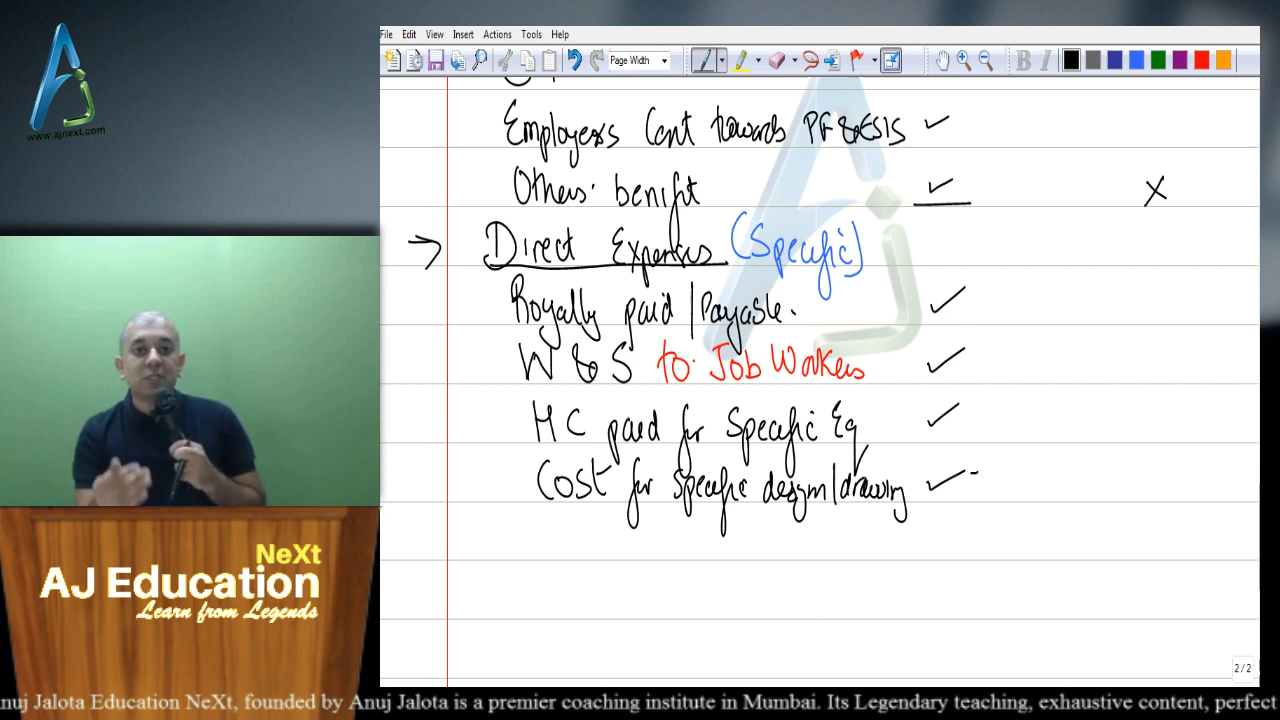 www.ajnext.com
File Edit View Insert Actions Tools Help
Page Width B I
Employers Cont towards PF & ESIS ✓
Others' benifit ✓ X
→ Direct Expenses (Specific)
Royalty paid | Payable. ✓
W & S to Job Workers ✓
HC paid for Specific Eq ✓
Cost for Specific design/drawing ✓
NeXt
AJ Education
Learn from Legends
2/2
nuj Jalota Education NeXt, founded by Anuj Jalota is a premier coaching institute in Mumbai. Its Legendary teaching, exhaustive content, perfect